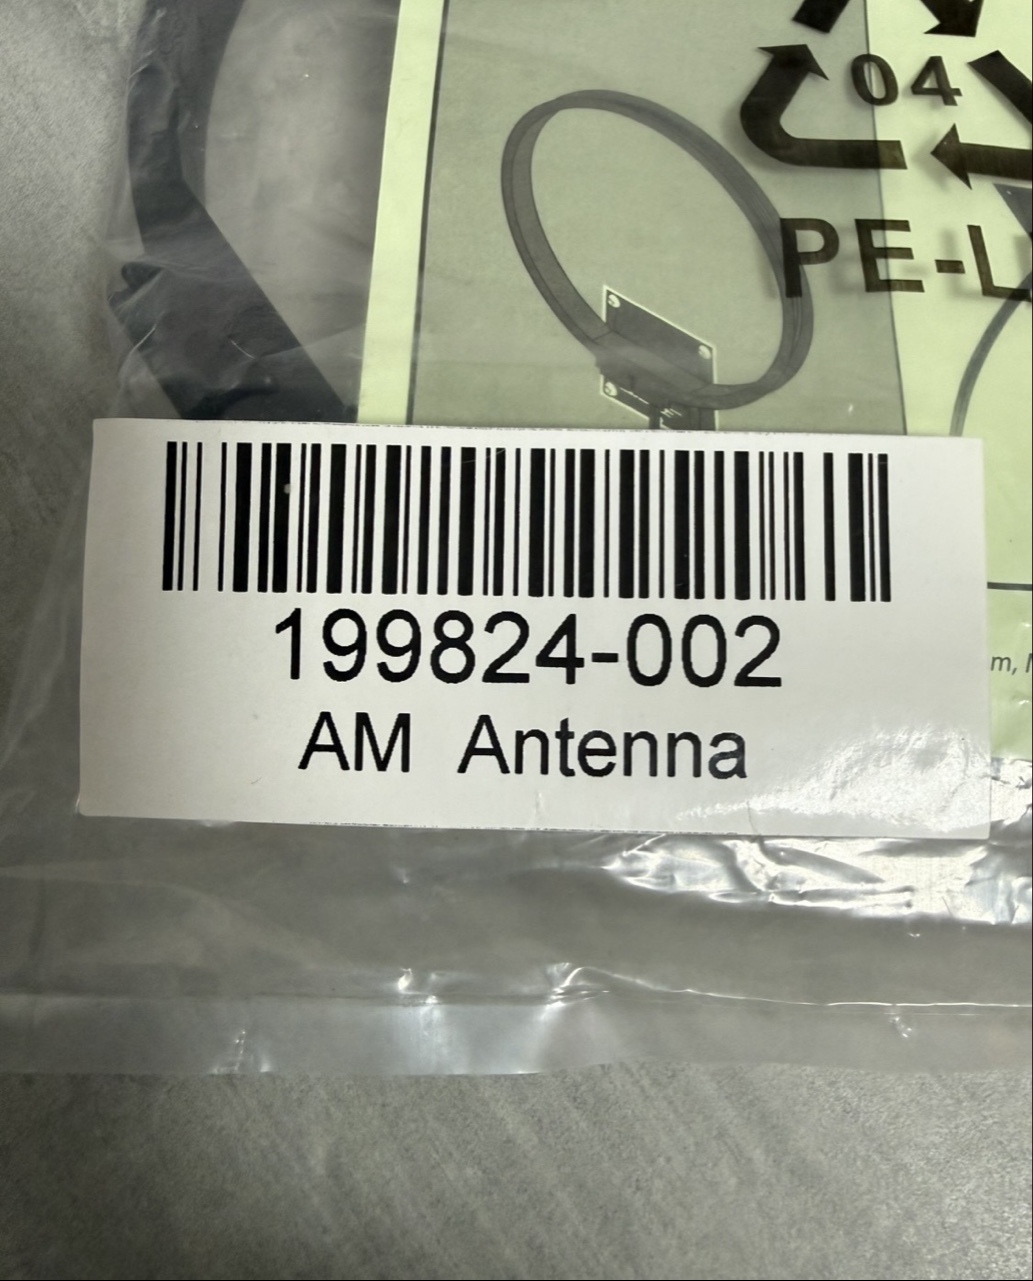 04
PE-L
m,
199824-002
AM Antenna